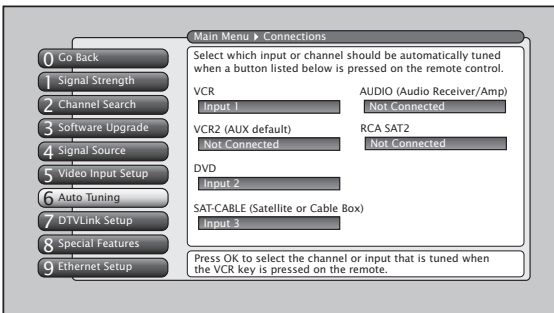 Main Menu ▶ Connections
0 Go Back
1 Signal Strength
2 Channel Search
3 Software Upgrade
4 Signal Source
5 Video Input Setup
6 Auto Tuning
7 DTVLink Setup
8 Special Features
9 Ethernet Setup
Select which input or channel should be automatically tuned
when a button listed below is pressed on the remote control.
VCR
Input 1
VCR2 (AUX default)
Not Connected
DVD
Input 2
SAT-CABLE (Satellite or Cable Box)
Input 3
AUDIO (Audio Receiver/Amp)
Not Connected
RCA SAT2
Not Connected
Press OK to select the channel or input that is tuned when
the VCR key is pressed on the remote.